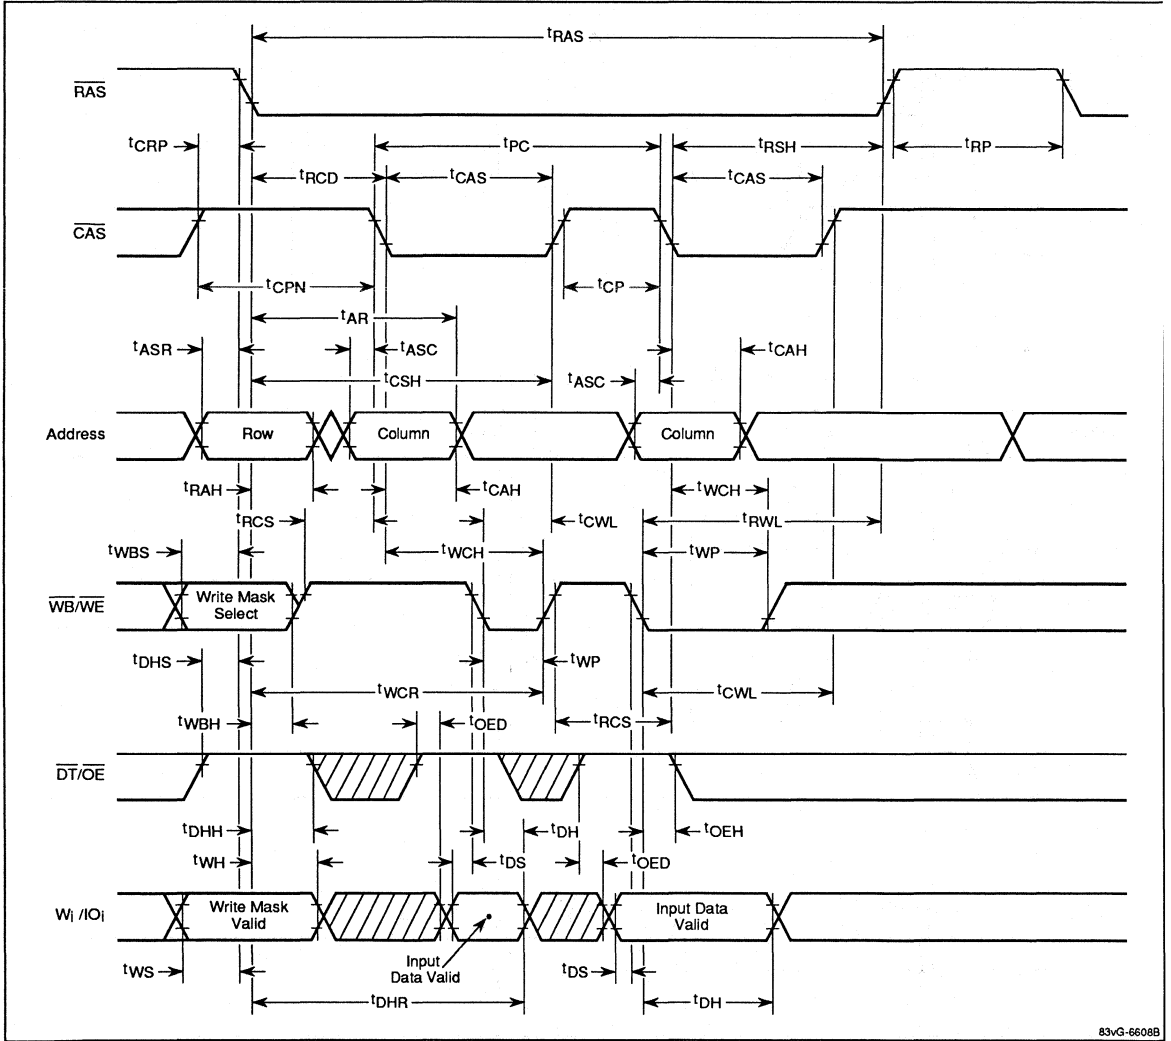 tRAS
RAS
tCRP
tPC
tRSH
tRP
tRCD
tCAS
tCAS
CAS
tCPN
tCP
tAR
tASR
tASC
tCAH
tCSH
tASC
Address
Row
Column
Column
tRAH
tCAH
tWCH
tRCS
tCWL
tRWL
tWBS
tWCH
tWP
WB/WE
Write Mask
Select
tDHS
tWP
tWCR
tCWL
tWBH
tOED
tRCS
DT/OE
tDHH
tDH
tOEH
tWH
tDS
tOED
Wi /IOi
Write Mask
Valid
Input Data
Valid
Input
Data Valid
tWS
tDS
tDHR
tDH
83vG-6608B